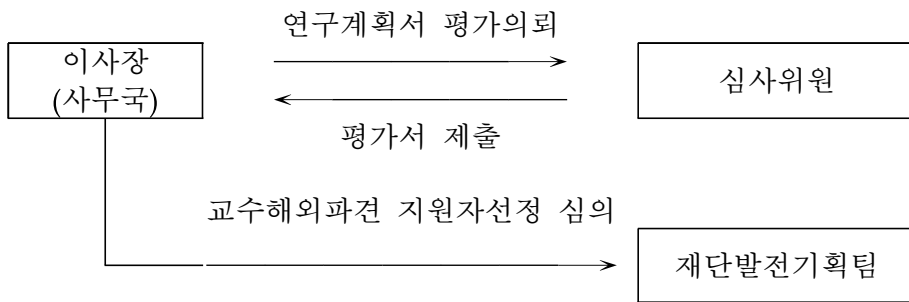 연구계획서 평가의뢰
이사장
(사무국)
심사위원
평가서 제출
교수해외파견 지원자선정 심의
재단발전기획팀